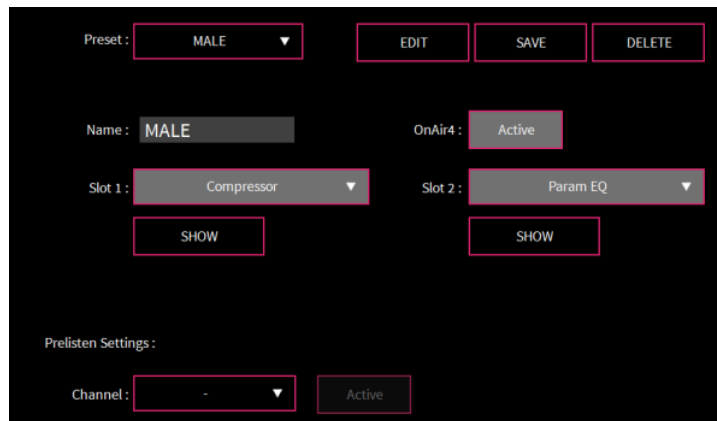 Preset : MALE ▼ EDIT SAVE DELETE
Name : MALE OnAir4 : Active
Slot 1 : Compressor ▼ Slot 2 : Param EQ ▼
SHOW SHOW
Prelisten Settings :
Channel : - ▼ Active